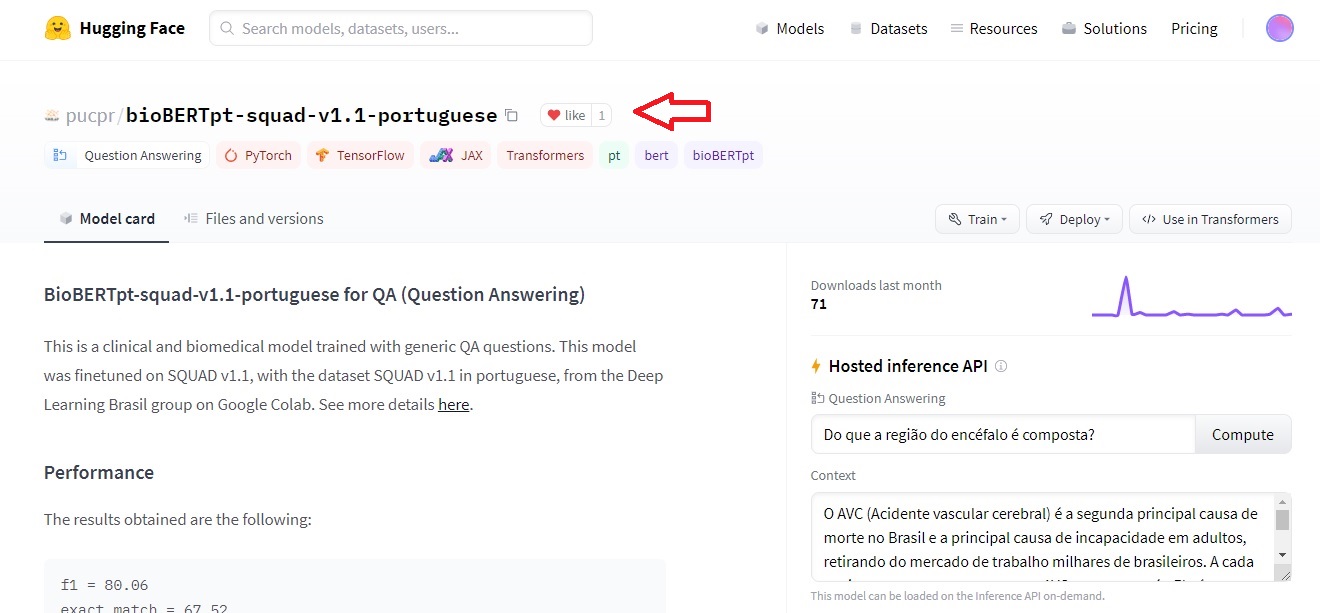 Hugging Face
Search models, datasets, users...
Models
Datasets
Resources
Solutions
Pricing
pucpr/bioBERTpt-squad-v1.1-portuguese
like 1
Question Answering
PyTorch
TensorFlow
JAX
Transformers
pt
bert
bioBERTpt
Model card
Files and versions
Train
Deploy
Use in Transformers
BioBERTpt-squad-v1.1-portuguese for QA (Question Answering)
This is a clinical and biomedical model trained with generic QA questions. This model
was finetuned on SQUAD v1.1, with the dataset SQUAD v1.1 in portuguese, from the Deep
Learning Brasil group on Google Colab. See more details here.
Performance
The results obtained are the following:
f1 = 80.06
exact match = 67.52
Downloads last month
71
Hosted inference API
Question Answering
Do que a região do encéfalo é composta?
Compute
Context
O AVC (Acidente vascular cerebral) é a segunda principal causa de
morte no Brasil e a principal causa de incapacidade em adultos,
retirando do mercado de trabalho milhares de brasileiros. A cada
This model can be loaded on the Inference API on-demand.